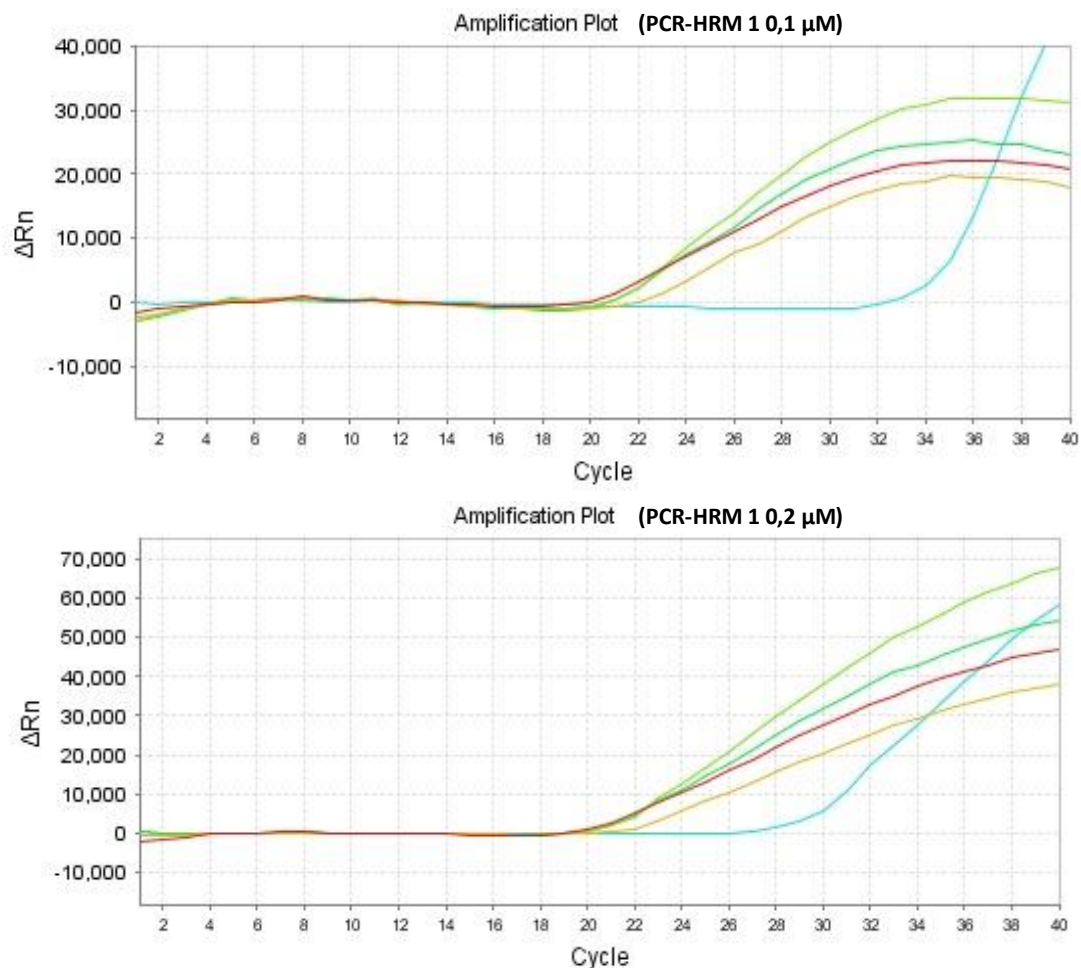 Amplification Plot (PCR-HRM 1 0,1 µM)
40,000
30,000
20,000
10,000
0
-10,000
ΔRn
2 4 6 8 10 12 14 16 18 20 22 24 26 28 30 32 34 36 38 40
Cycle
Amplification Plot (PCR-HRM 1 0,2 µM)
70,000
60,000
50,000
40,000
30,000
20,000
10,000
0
-10,000
ΔRn
2 4 6 8 10 12 14 16 18 20 22 24 26 28 30 32 34 36 38 40
Cycle